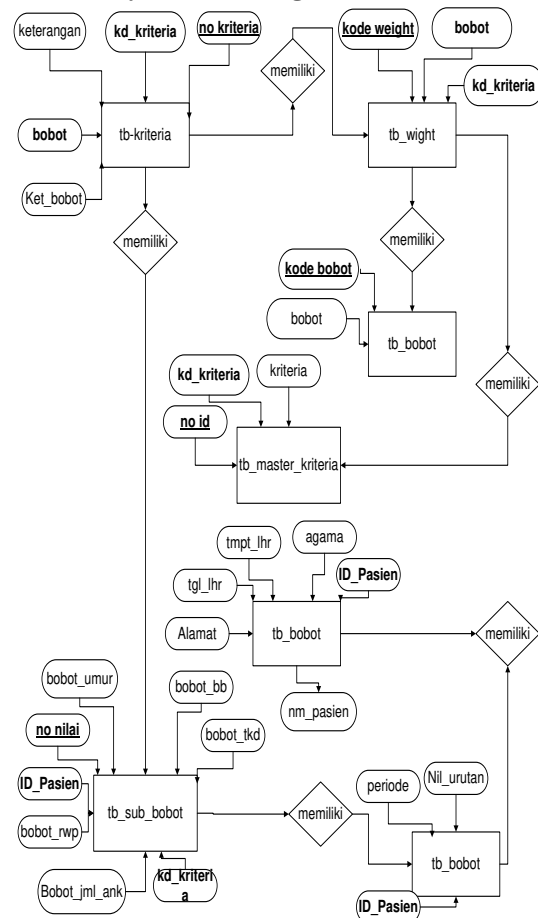 keterangan
kd_kriteria
no kriteria
kode weight
bobot
kd_kriteria
memiliki
bobot
tb-kriteria
tb_wight
Ket_bobot
memiliki
memiliki
kode bobot
bobot
tb_bobot
kd_kriteria
kriteria
memiliki
no id
tb_master_kriteria
tmpt_lhr
agama
tgl_lhr
ID_Pasien
Alamat
tb_bobot
memiliki
bobot_umur
bobot_bb
nm_pasien
no nilai
bobot_tkd
ID_Pasien
tb_sub_bobot
memiliki
periode
Nil_urutan
bobot_rwp
tb_bobot
Bobot_jml_ank
kd_kriteri
a
ID_Pasien